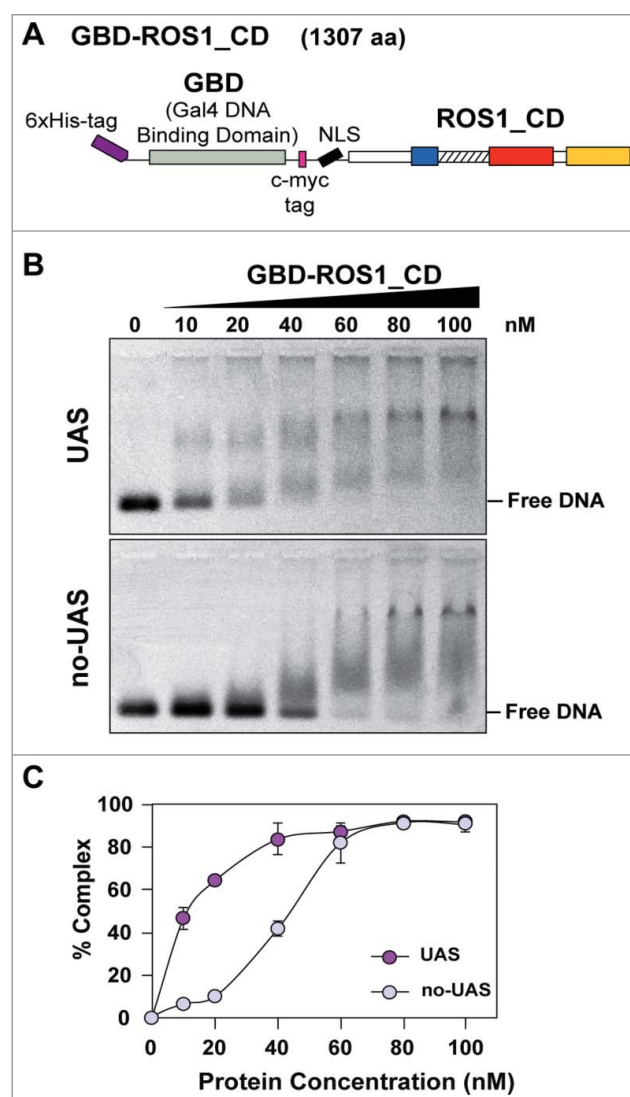 A GBD-ROS1_CD (1307 aa)
GBD
(Gal4 DNA
Binding Domain)
6xHis-tag
NLS
ROS1_CD
c-myc
tag
B
GBD-ROS1_CD
0 10 20 40 60 80 100 nM
UAS
Free DNA
no-UAS
Free DNA
C
100
80
60
40
20
0
% Complex
UAS
no-UAS
0 20 40 60 80 100
Protein Concentration (nM)